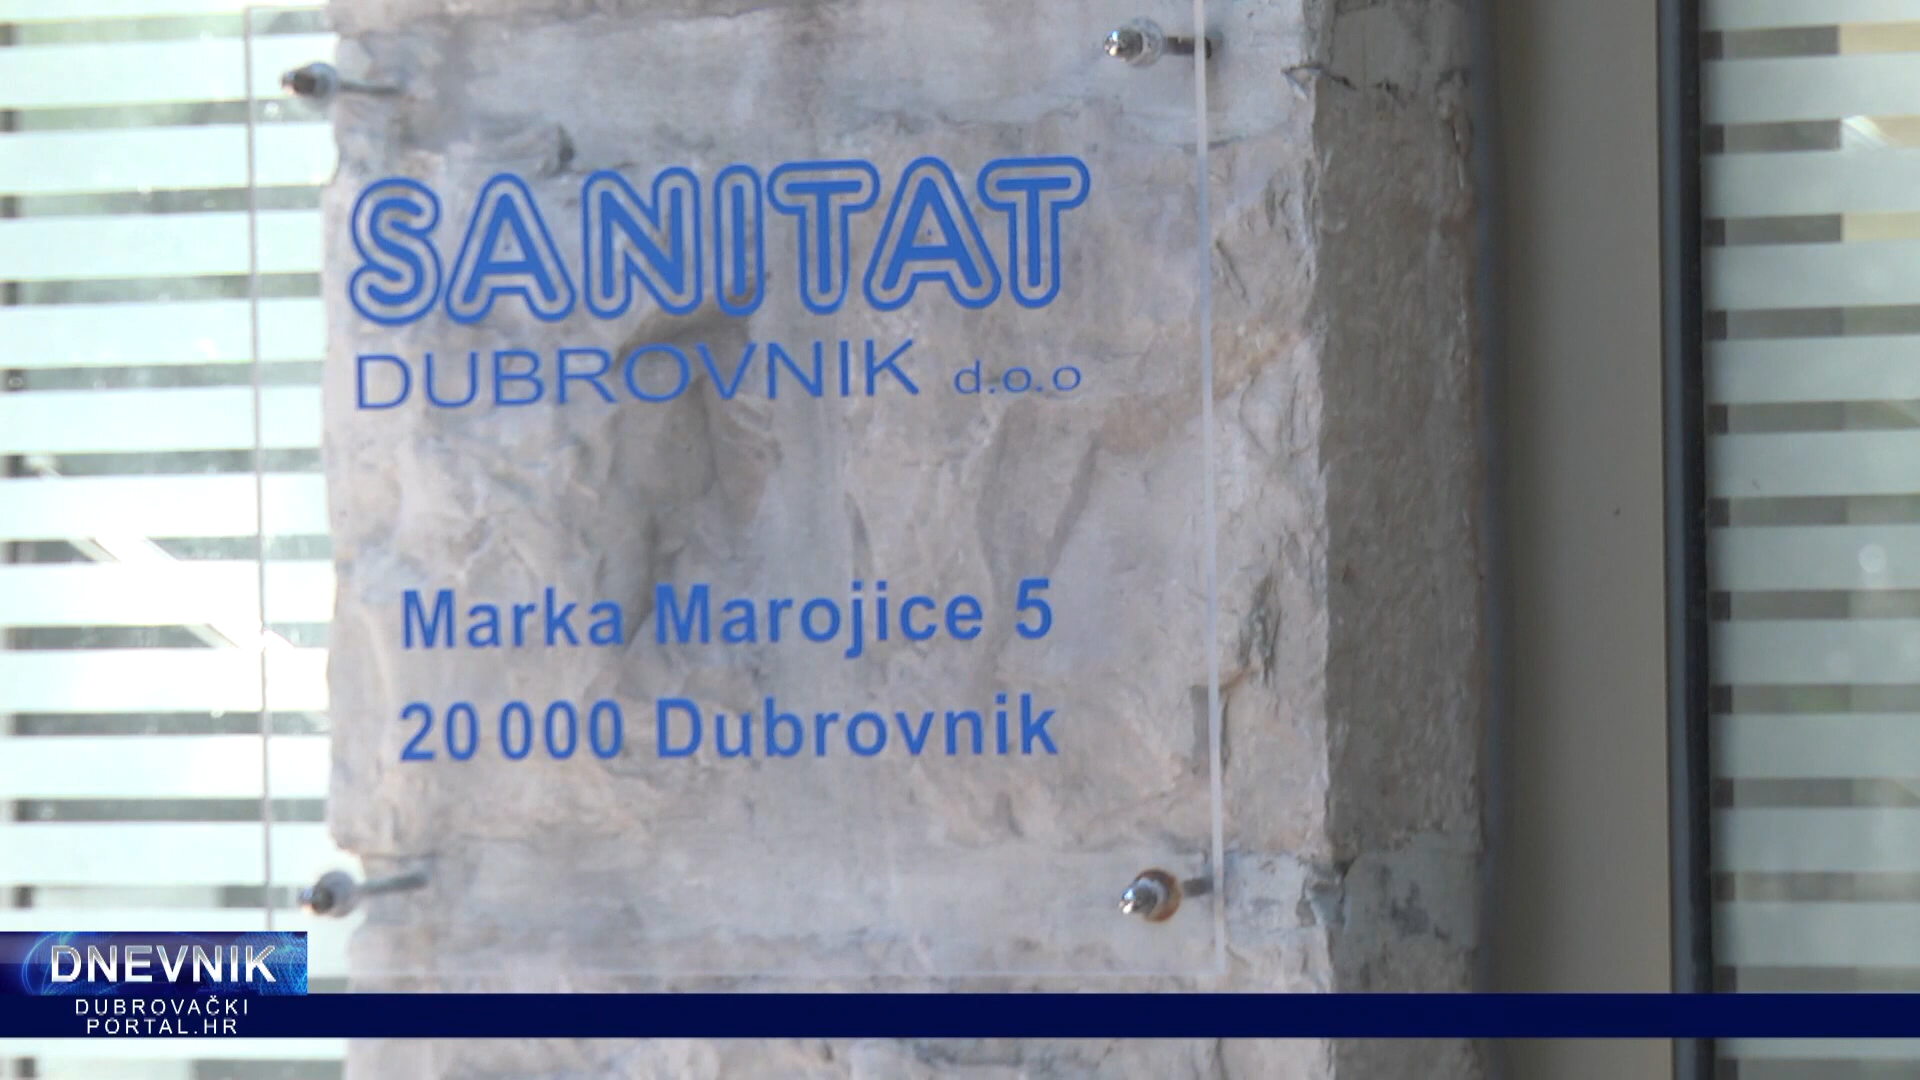 SANITAT
DUBROVNIK d.o.o
Marka Marojice 5
20 000 Dubrovnik
DNEVNIK
DUBROVAČKI
PORTAL.HR